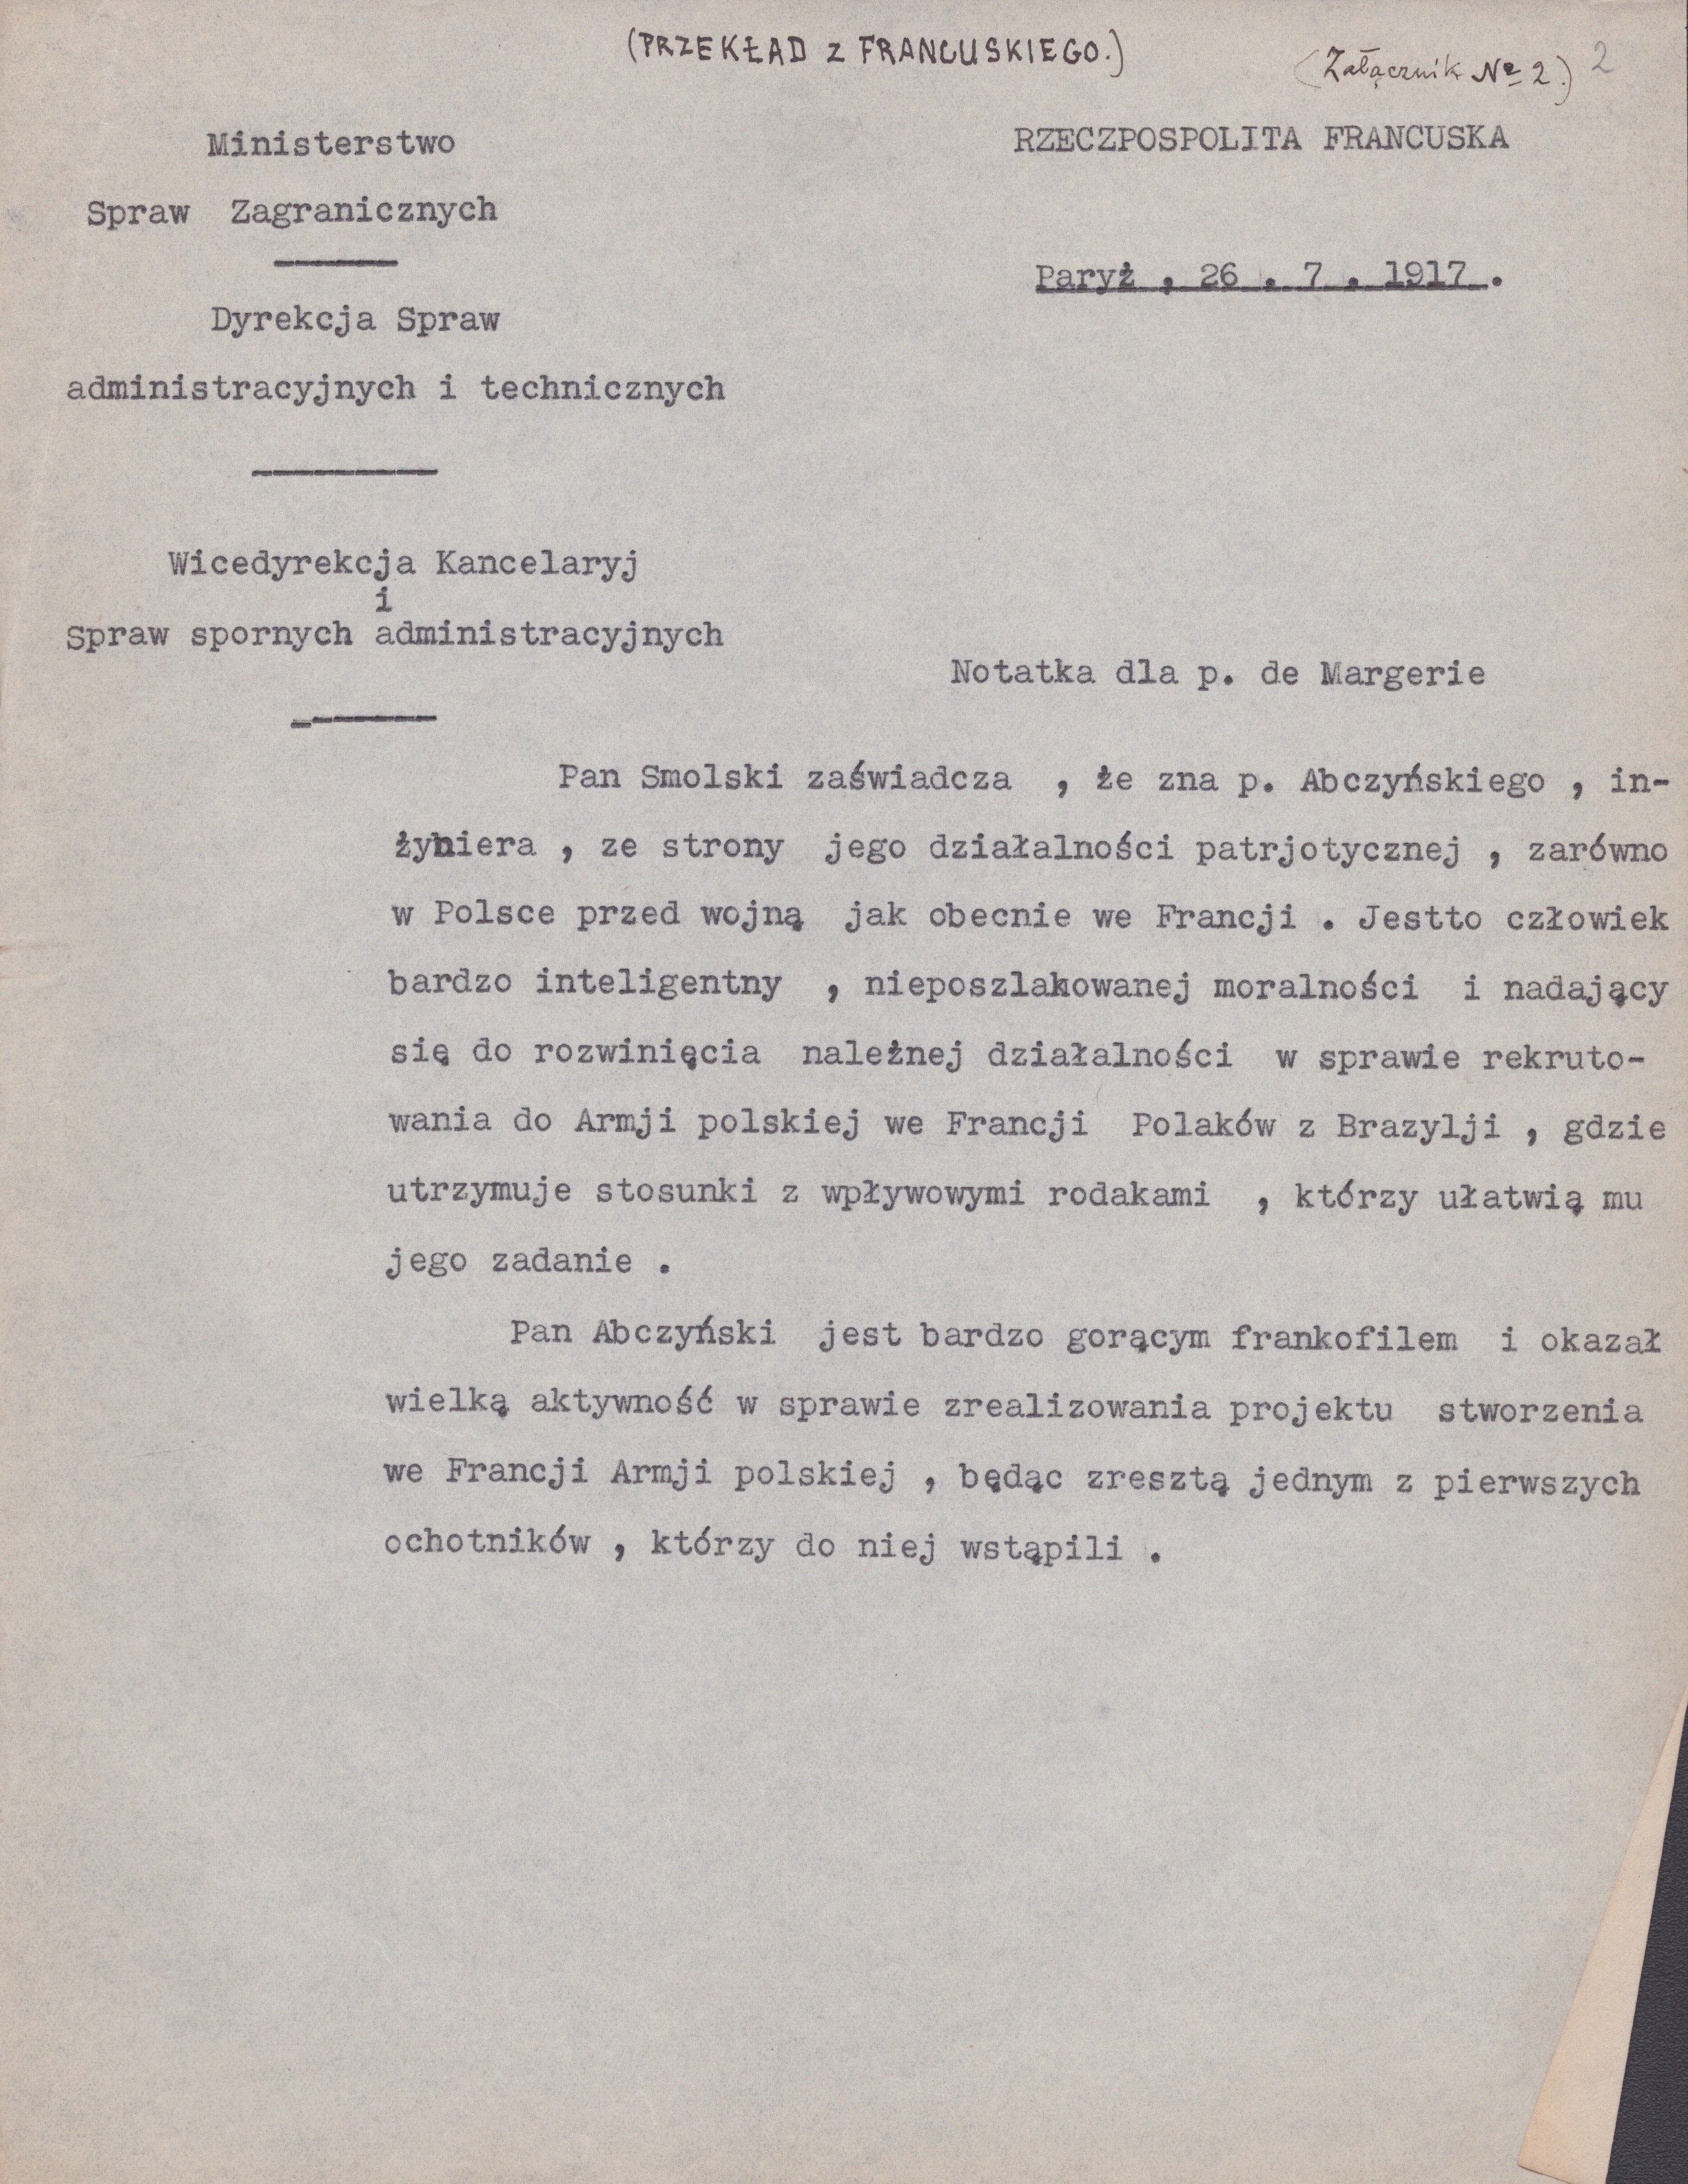 (PRZEKŁAD Z FRANCUSKIEGO.)
(Załącznik № 2.) 2
Ministerstwo
Spraw Zagranicznych
RZECZPOSPOLITA FRANCUSKA
Paryż , 26 . 7 . 1917 .
Dyrekcja Spraw
administracyjnych i technicznych
Wicedyrekcja Kancelaryj
i
Spraw spornych administracyjnych
Notatka dla p. de Margerie
Pan Smolski zaświadcza , że zna p. Abczyńskiego , in-
żyniera , ze strony jego działalności patrjotycznej , zarówno
w Polsce przed wojną jak obecnie we Francji . Jestto człowiek
bardzo inteligentny , nieposzlakowanej moralności i nadający
się do rozwinięcia należnej działalności w sprawie rekruto-
wania do Armji polskiej we Francji Polaków z Brazylji , gdzie
utrzymuje stosunki z wpływowymi rodakami , którzy ułatwią mu
jego zadanie .
Pan Abczyński jest bardzo gorącym frankofilem i okazał
wielką aktywność w sprawie zrealizowania projektu stworzenia
we Francji Armji polskiej , będąc zresztą jednym z pierwszych
ochotników , którzy do niej wstąpili .